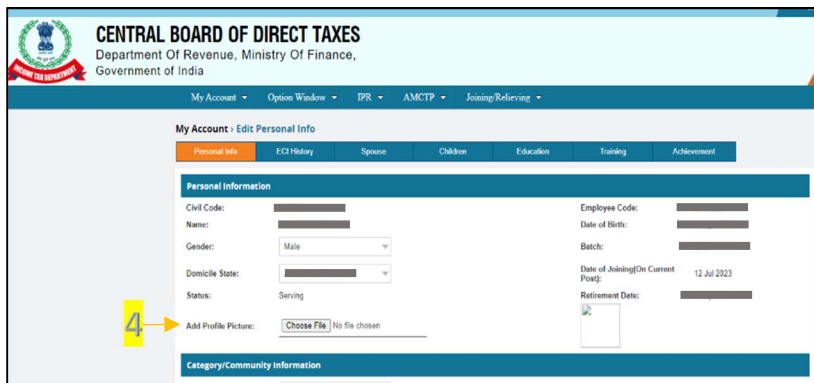 CENTRAL BOARD OF DIRECT TAXES
Department Of Revenue, Ministry Of Finance,
Government of India
INCOME TAX DEPARTMENT
My Account Option Window IPR AMCTP Joining/Relieving
My Account › Edit Personal Info
Personal Info ECI History Spouse Children Education Training Achievement
Personal Information
Civil Code: Employee Code:
Name: Date of Birth:
Gender: Male Batch:
Domicile State: Date of Joining(On Current Post): 12 Jul 2023
Status: Serving Retirement Date:
4 Add Profile Picture: Choose File No file chosen
Category/Community Information